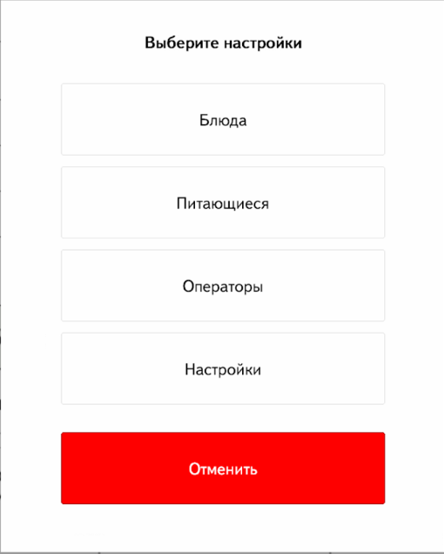 Выберите настройки
Блюда
Питающиеся
Операторы
Настройки
Отменить